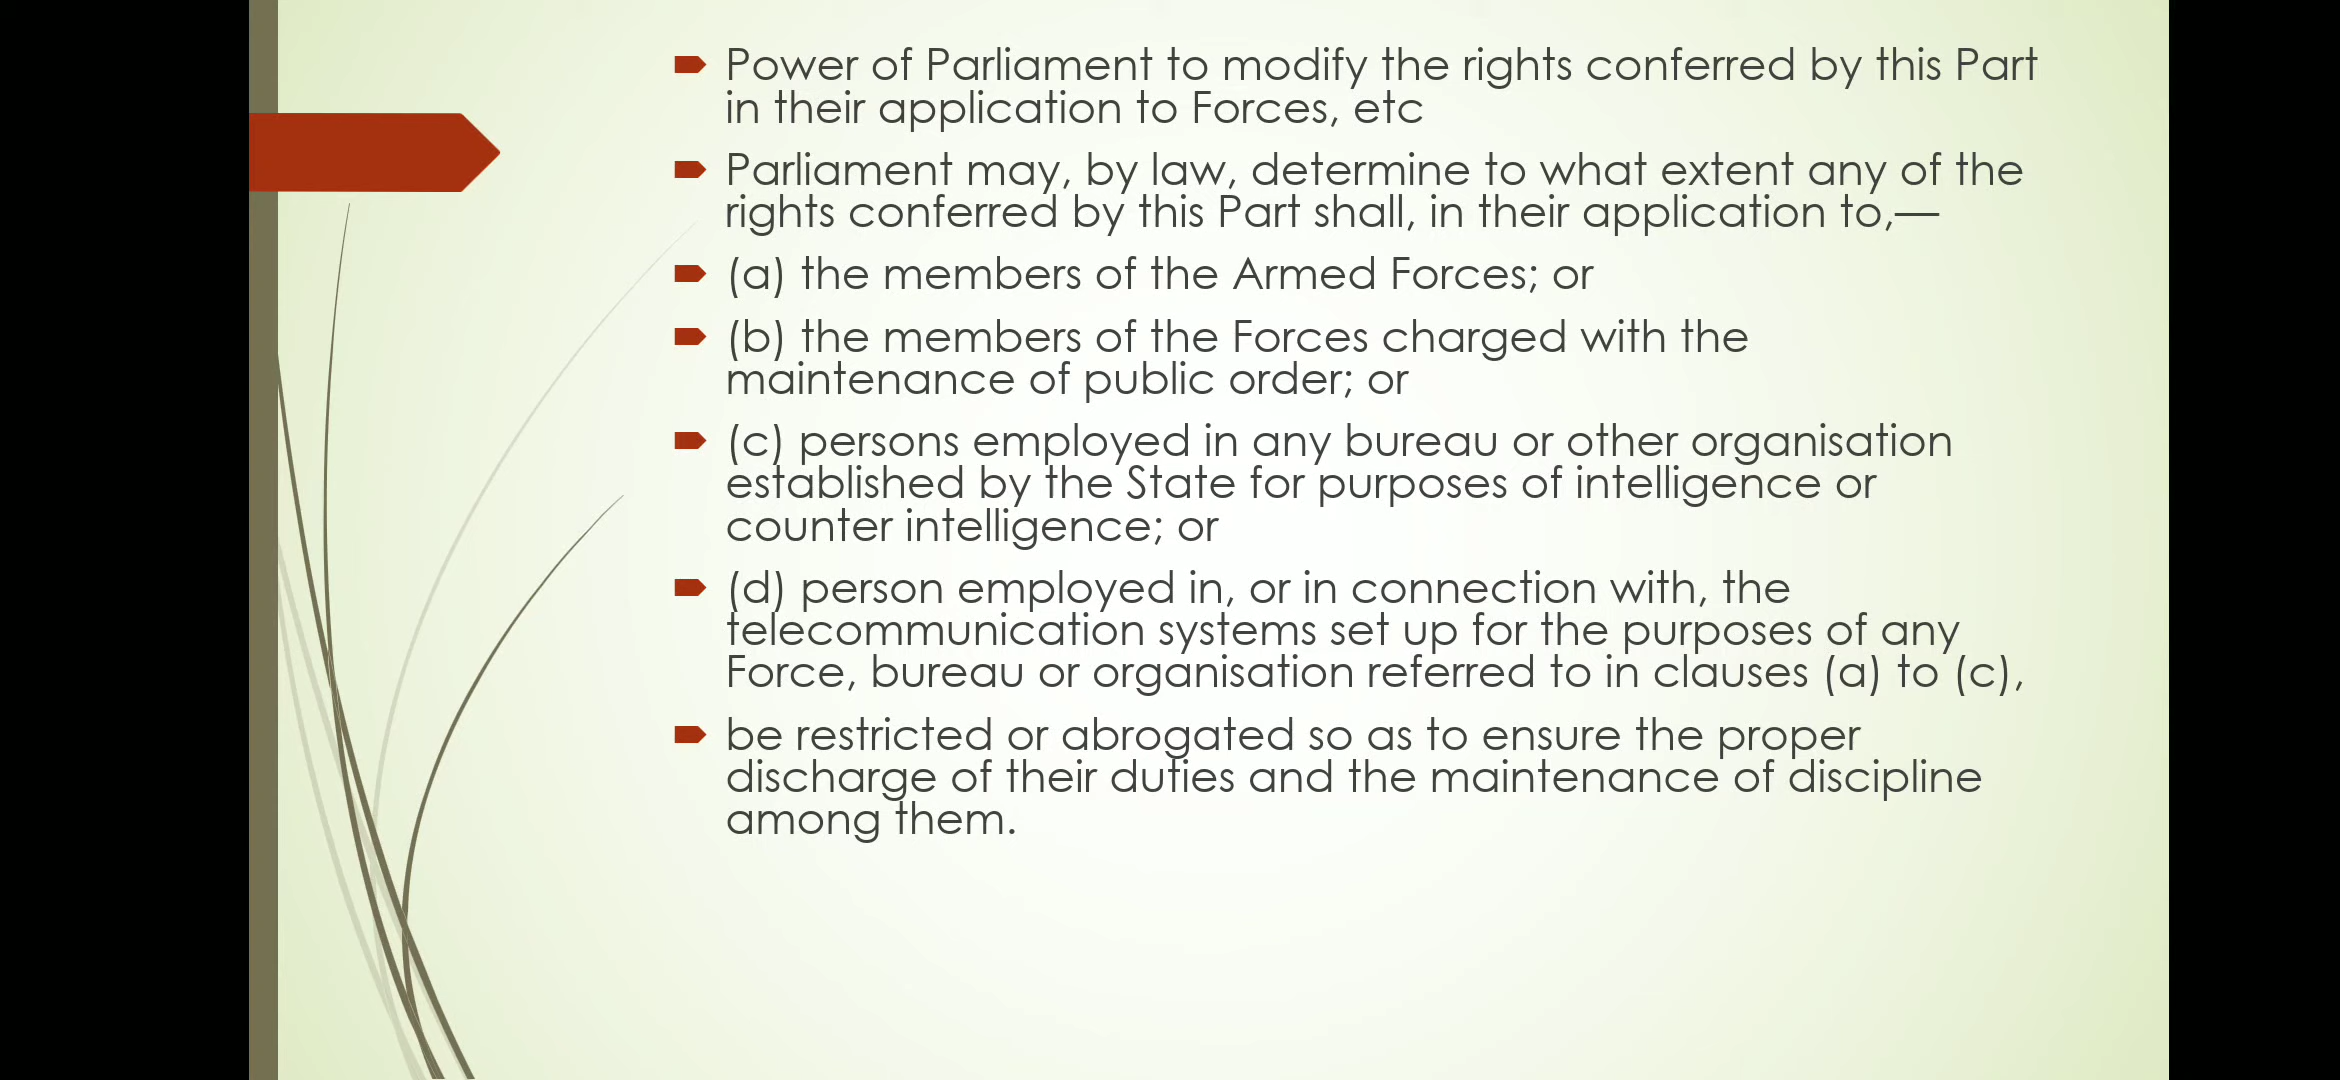 Power of Parliament to modify the rights conferred by this Part
in their application to Forces, etc
Parliament may, by law, determine to what extent any of the
rights conferred by this Part shall, in their application to,—
(a) the members of the Armed Forces; or
(b) the members of the Forces charged with the
maintenance of public order; or
(c) persons employed in any bureau or other organisation
established by the State for purposes of intelligence or
counter intelligence; or
(d) person employed in, or in connection with, the
telecommunication systems set up for the purposes of any
Force, bureau or organisation referred to in clauses (a) to (c),
be restricted or abrogated so as to ensure the proper
discharge of their duties and the maintenance of discipline
among them.